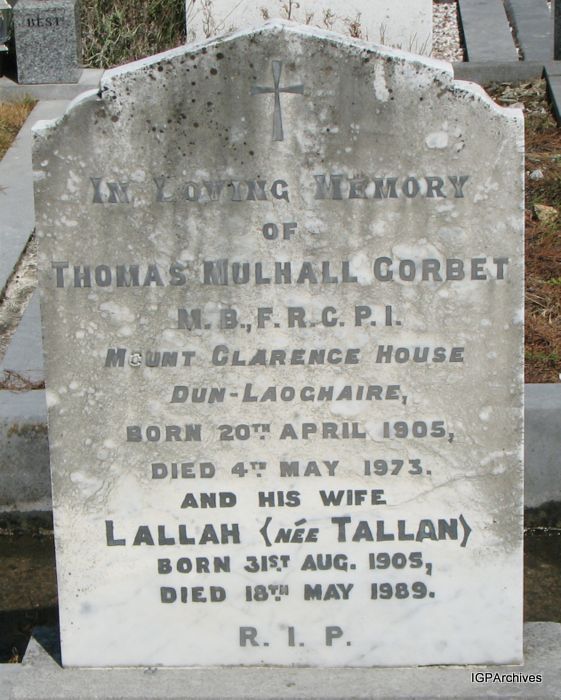 BEST
IN LOVING MEMORY
OF
THOMAS MULHALL CORBET
M.B., F.R.C.P.I.
MOUNT CLARENCE HOUSE
DUN-LAOGHAIRE,
BORN 20TH APRIL 1905,
DIED 4TH MAY 1973.
AND HIS WIFE
LALLAH (NÉE TALLAN)
BORN 31ST AUG. 1905,
DIED 18TH MAY 1989.
R. I. P.
IGPArchives